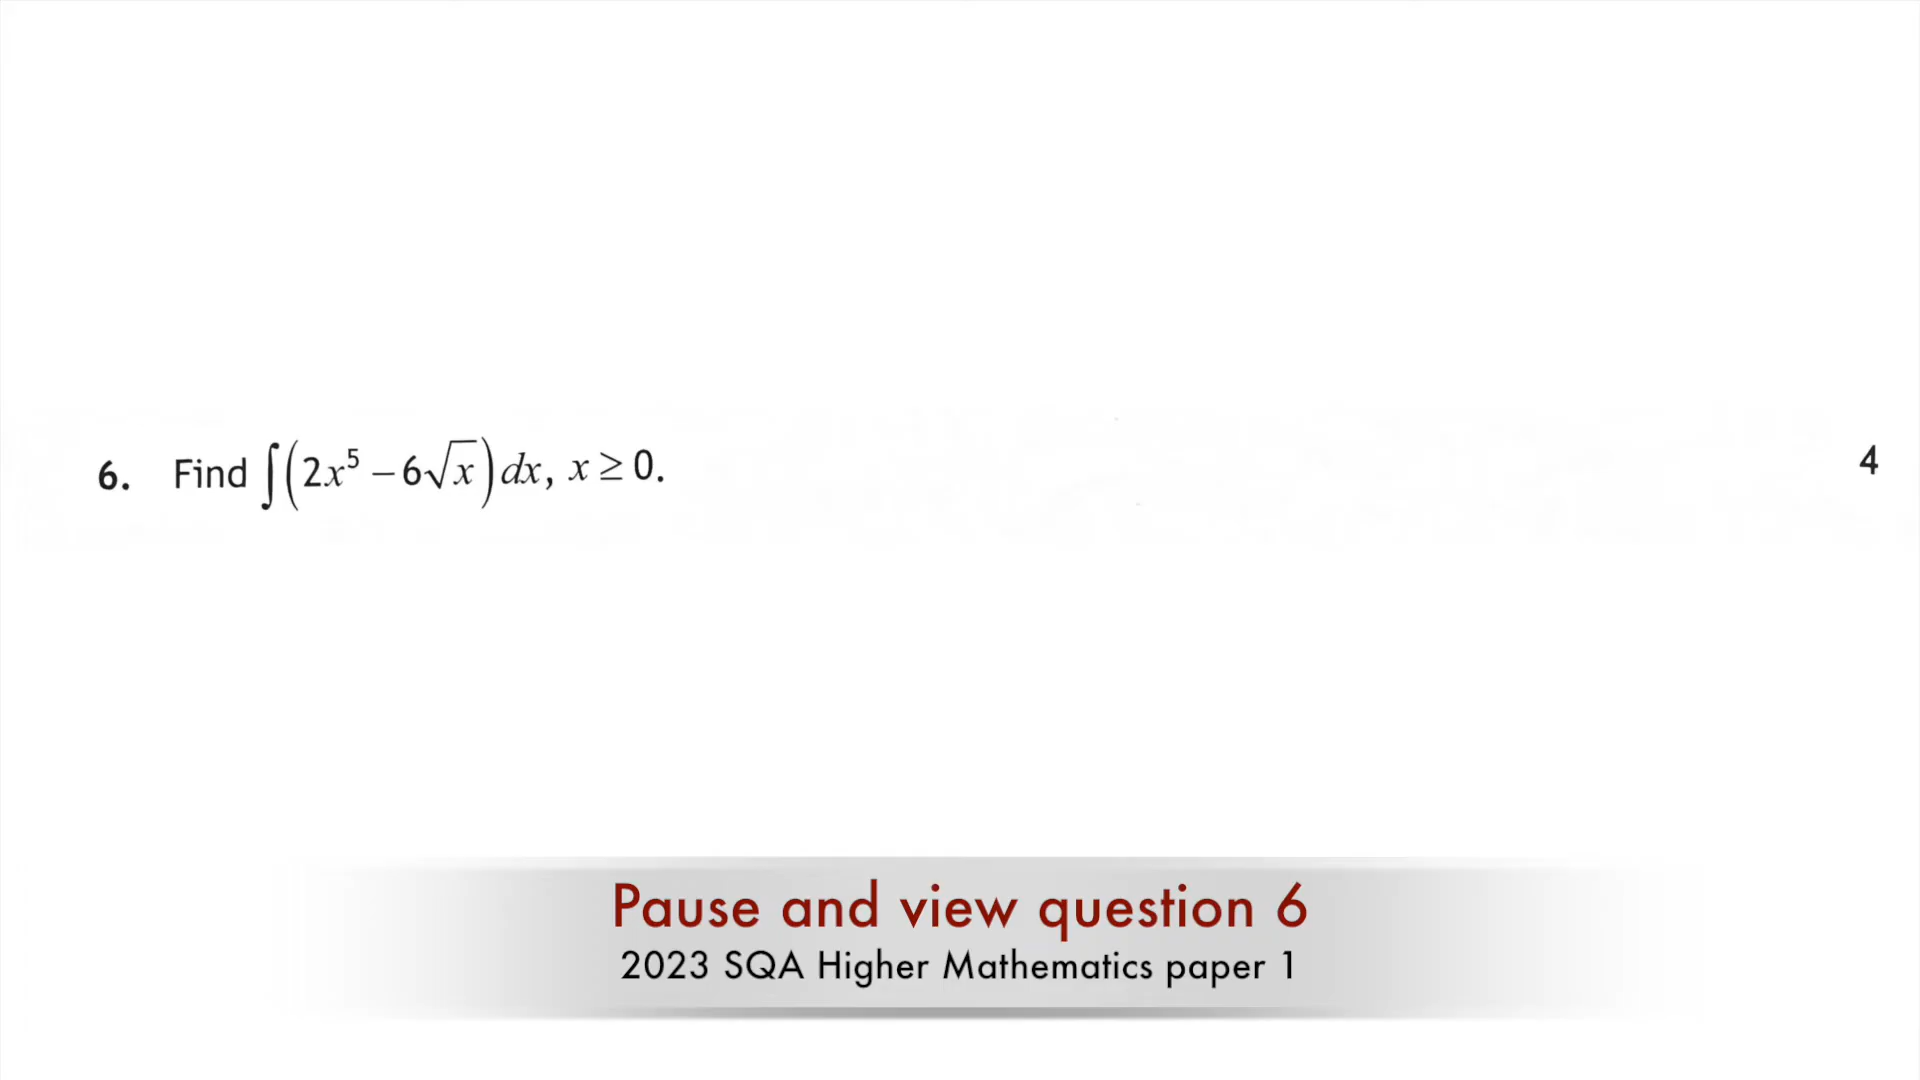 6. Find ∫(2x⁵ − 6√x) dx, x ≥ 0. 4
Pause and view question 6
2023 SQA Higher Mathematics paper 1